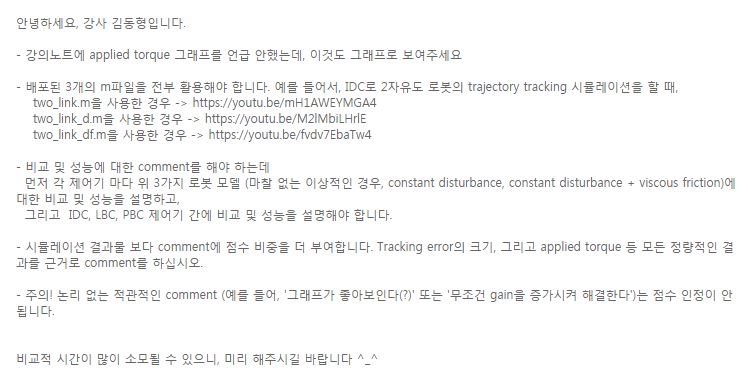 안녕하세요, 강사 김동형입니다.
- 강의노트에 applied torque 그래프를 언급 안했는데, 이것도 그래프로 보여주세요
- 배포된 3개의 m파일을 전부 활용해야 합니다. 예를 들어서, IDC로 2자유도 로봇의 trajectory tracking 시뮬레이션을 할 때,
two_link.m을 사용한 경우 -> https://youtu.be/mH1AWEYMGA4
two_link_d.m을 사용한 경우 -> https://youtu.be/M2lMbiLHrlE
two_link_df.m을 사용한 경우 -> https://youtu.be/fvdv7EbaTw4
- 비교 및 성능에 대한 comment를 해야 하는데
먼저 각 제어기 마다 위 3가지 로봇 모델 (마찰 없는 이상적인 경우, constant disturbance, constant disturbance + viscous friction)에
대한 비교 및 성능을 설명하고,
그리고 IDC, LBC, PBC 제어기 간에 비교 및 성능을 설명해야 합니다.
- 시뮬레이션 결과물 보다 comment에 점수 비중을 더 부여합니다. Tracking error의 크기, 그리고 applied torque 등 모든 정량적인 결
과를 근거로 comment를 하십시오.
- 주의! 논리 없는 직관적인 comment (예를 들어, '그래프가 좋아보인다(?)' 또는 '무조건 gain을 증가시켜 해결한다')는 점수 인정이 안
됩니다.
비교적 시간이 많이 소모될 수 있으니, 미리 해주시길 바랍니다 ^_^